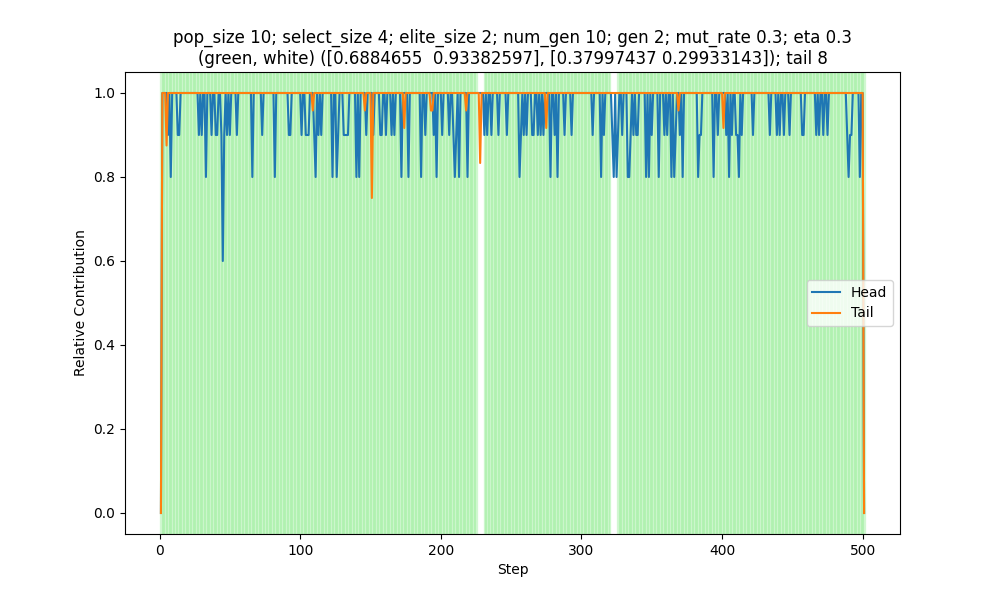 pop_size 10; select_size 4; elite_size 2; num_gen 10; gen 2; mut_rate 0.3; eta 0.3
(green, white) ([0.6884655  0.93382597], [0.37997437 0.29933143]); tail 8
1.0
0.8
0.6
0.4
0.2
0.0
Relative Contribution
Head
Tail
0
100
200
300
400
500
Step